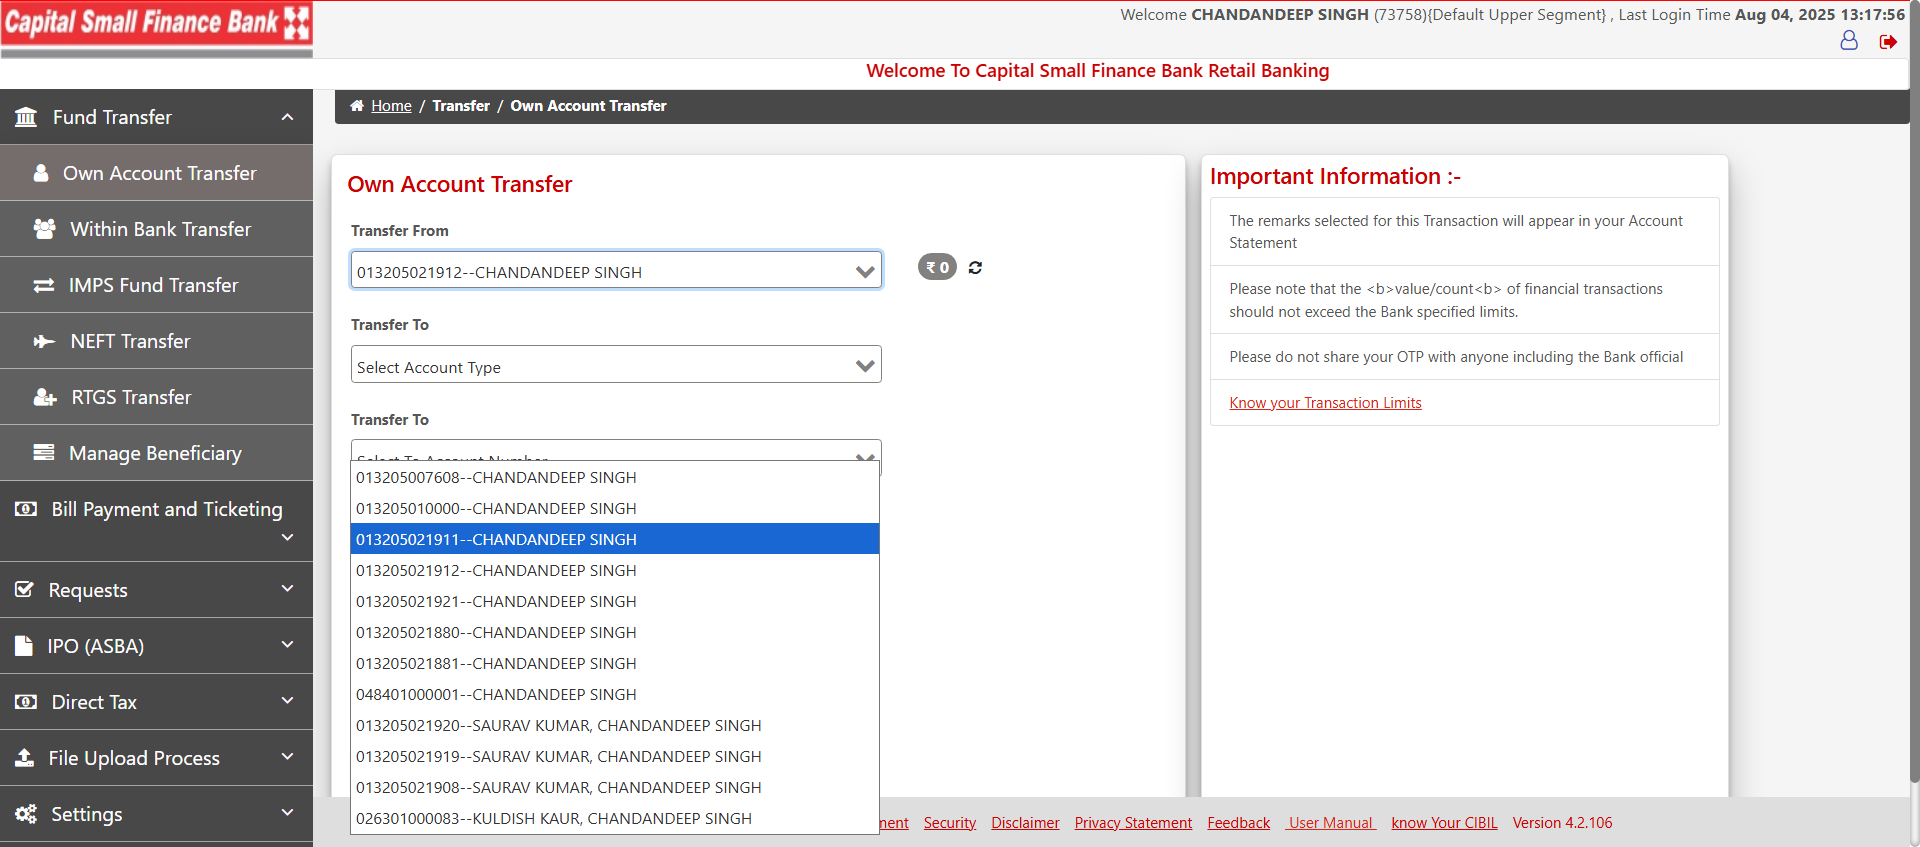 Capital Small Finance Bank
Welcome CHANDANDEEP SINGH (73758){Default Upper Segment} , Last Login Time Aug 04, 2025 13:17:56
Welcome To Capital Small Finance Bank Retail Banking
Home / Transfer / Own Account Transfer
Fund Transfer
Own Account Transfer
Within Bank Transfer
IMPS Fund Transfer
NEFT Transfer
RTGS Transfer
Manage Beneficiary
Bill Payment and Ticketing
Requests
IPO (ASBA)
Direct Tax
File Upload Process
Settings
Own Account Transfer
Transfer From
013205021912--CHANDANDEEP SINGH
₹ 0
Transfer To
Select Account Type
Transfer To
Select To Account Number
013205007608--CHANDANDEEP SINGH
013205010000--CHANDANDEEP SINGH
013205021911--CHANDANDEEP SINGH
013205021912--CHANDANDEEP SINGH
013205021921--CHANDANDEEP SINGH
013205021880--CHANDANDEEP SINGH
013205021881--CHANDANDEEP SINGH
048401000001--CHANDANDEEP SINGH
013205021920--SAURAV KUMAR, CHANDANDEEP SINGH
013205021919--SAURAV KUMAR, CHANDANDEEP SINGH
013205021908--SAURAV KUMAR, CHANDANDEEP SINGH
026301000083--KULDISH KAUR, CHANDANDEEP SINGH
Important Information :-
The remarks selected for this Transaction will appear in your Account
Statement
Please note that the <b>value/count<b> of financial transactions
should not exceed the Bank specified limits.
Please do not share your OTP with anyone including the Bank official
Know your Transaction Limits
Security Disclaimer Privacy Statement Feedback User Manual know Your CIBIL Version 4.2.106